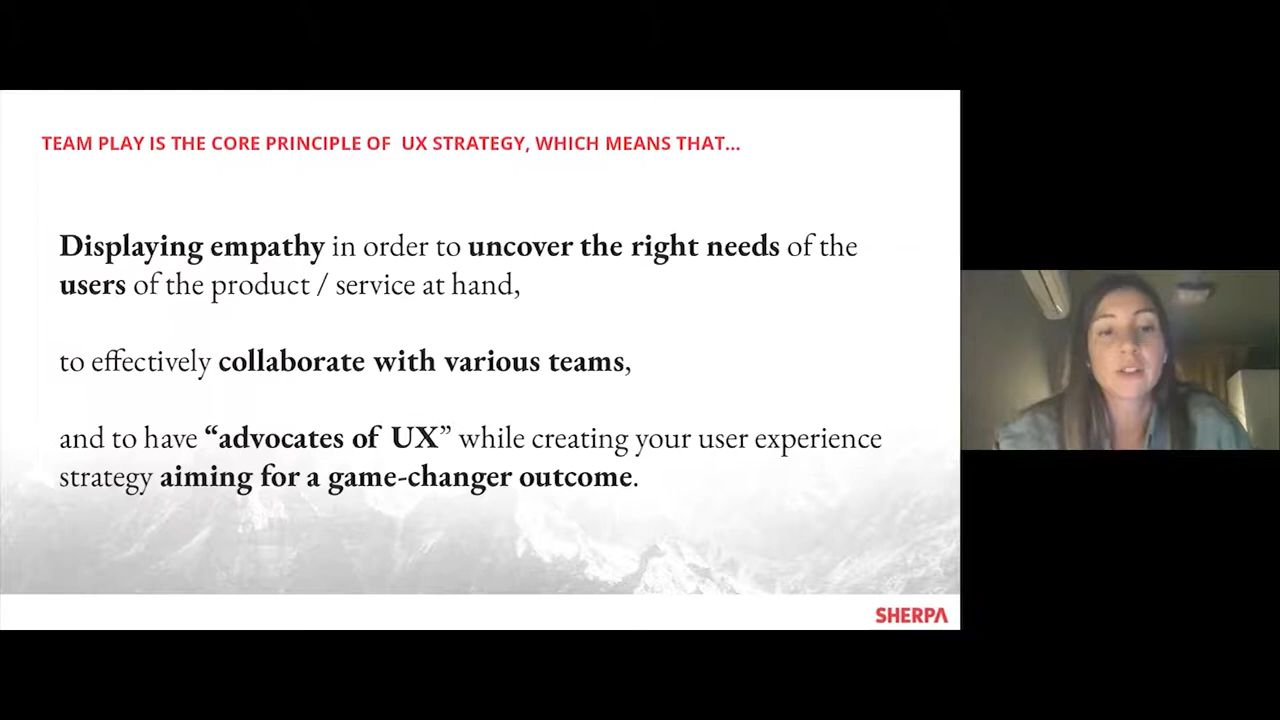 TEAM PLAY IS THE CORE PRINCIPLE OF UX STRATEGY, WHICH MEANS THAT...
Displaying empathy in order to uncover the right needs of the
users of the product / service at hand,
to effectively collaborate with various teams,
and to have “advocates of UX” while creating your user experience
strategy aiming for a game-changer outcome.
SHERPA